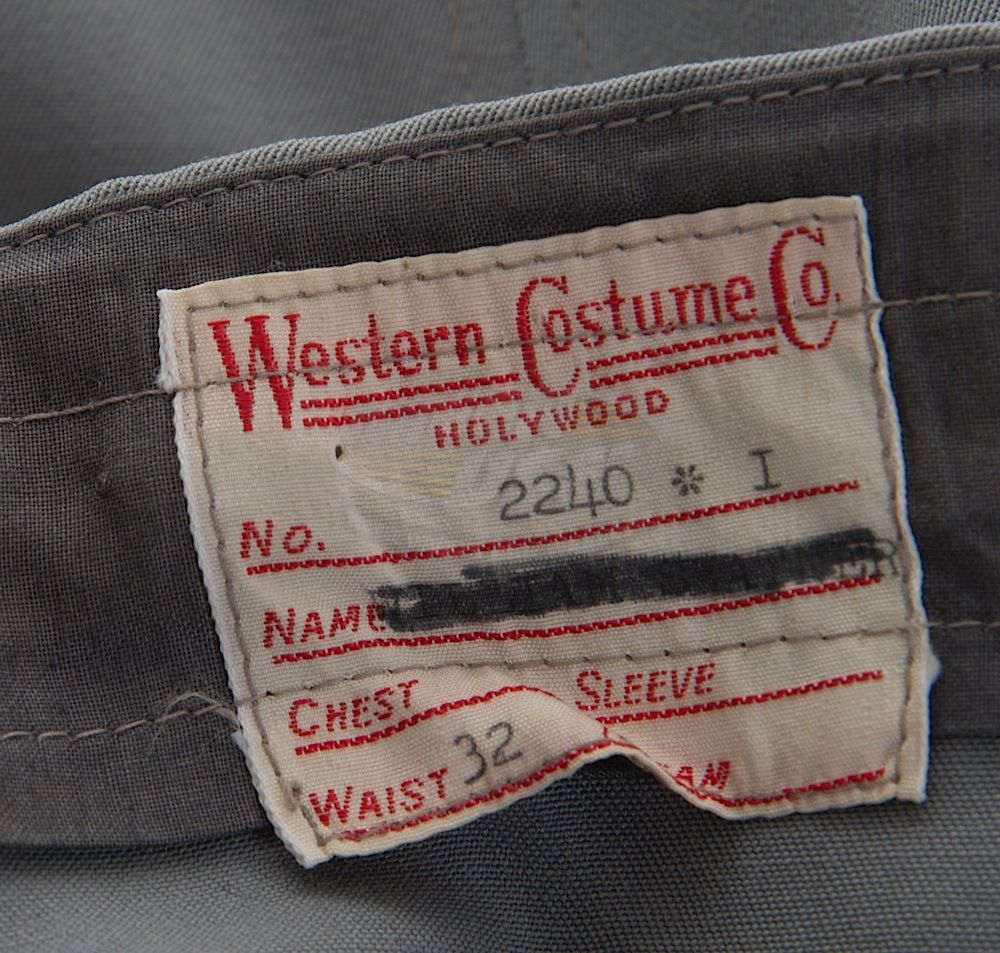 Western Costume Co.
HOLYWOOD
No. 2240 * I
NAME
CHEST SLEEVE
WAIST 32